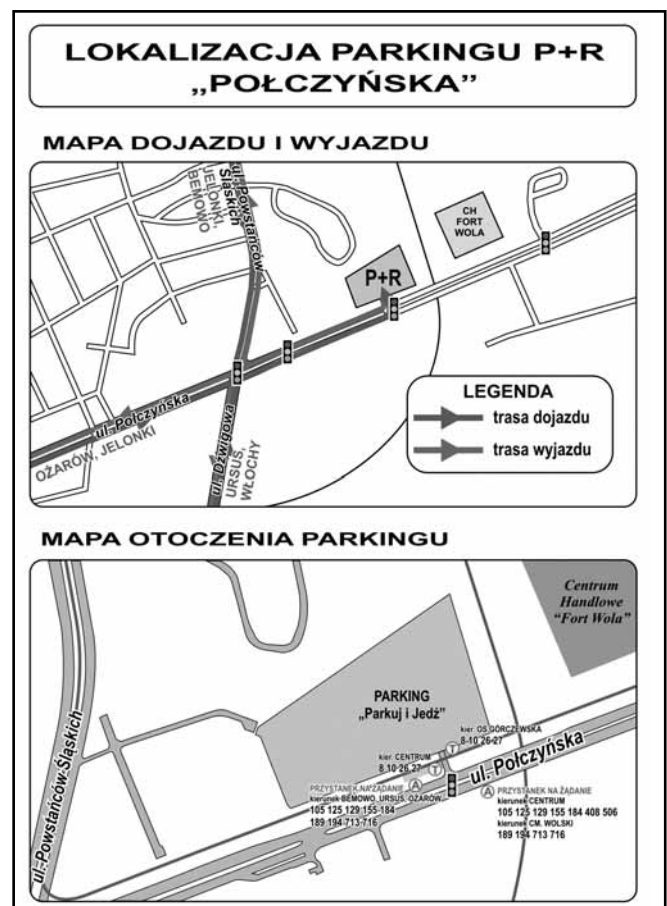 LOKALIZACJA PARKINGU P+R
„POŁCZYŃSKA”
MAPA DOJAZDU I WYJAZDU
ul. Powstańców
Śląskich
JELONKI,
BEMOWO
CH
FORT
WOLA
P+R
ul. Połczyńska
OŻARÓW, JELONKI
ul. Dźwigowa
URSUS,
WŁOCHY
LEGENDA
trasa dojazdu
trasa wyjazdu
MAPA OTOCZENIA PARKINGU
Centrum
Handlowe
“Fort Wola”
PARKING
„Parkuj i Jedź”
ul. Powstańców Śląskich
kier. OS.GÓRCZEWSKA
8 10 26 27
T
kier. CENTRUM
8 10 26 27
T
ul. Połczyńska
PRZYSTANEK NA ŻĄDANIE
A
kierunek BEMOWO, URSUS, OŻARÓW
105 125 129 155 184
189 194 713 716
A
PRZYSTANEK NA ŻĄDANIE
kierunek CENTRUM
105 125 129 155 184 408 506
kierunek CM. WOLSKI
189 194 713 716